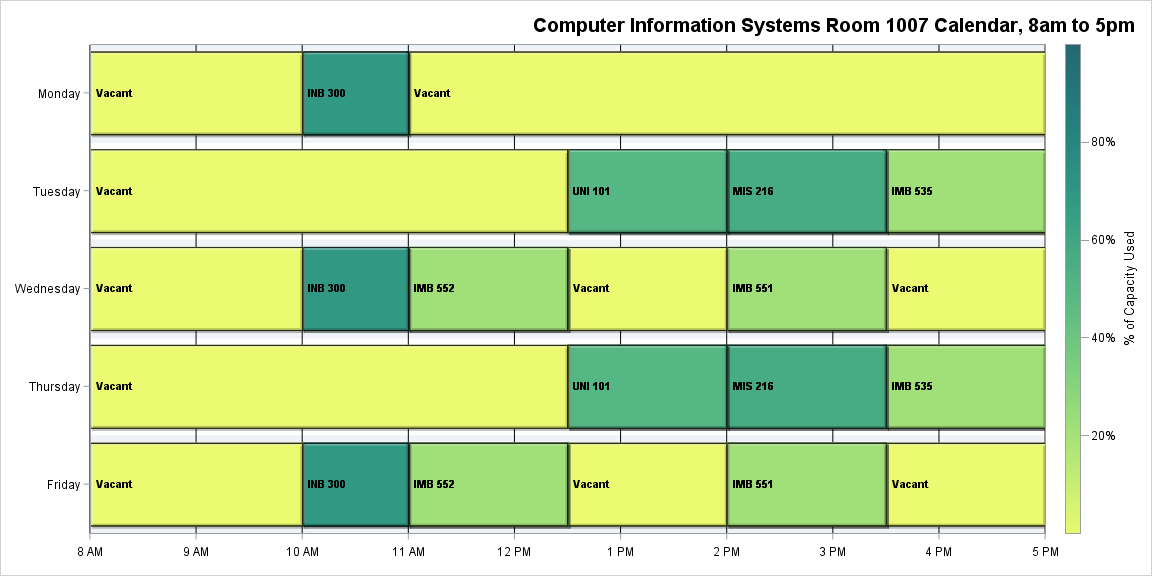 Computer Information Systems Room 1007 Calendar, 8am to 5pm
Monday
Vacant
INB 300
Vacant
Tuesday
Vacant
UNI 101
MIS 216
IMB 535
Wednesday
Vacant
INB 300
IMB 552
Vacant
IMB 551
Vacant
Thursday
Vacant
UNI 101
MIS 216
IMB 535
Friday
Vacant
INB 300
IMB 552
Vacant
IMB 551
Vacant
8 AM
9 AM
10 AM
11 AM
12 PM
1 PM
2 PM
3 PM
4 PM
5 PM
80%
60%
40%
20%
% of Capacity Used